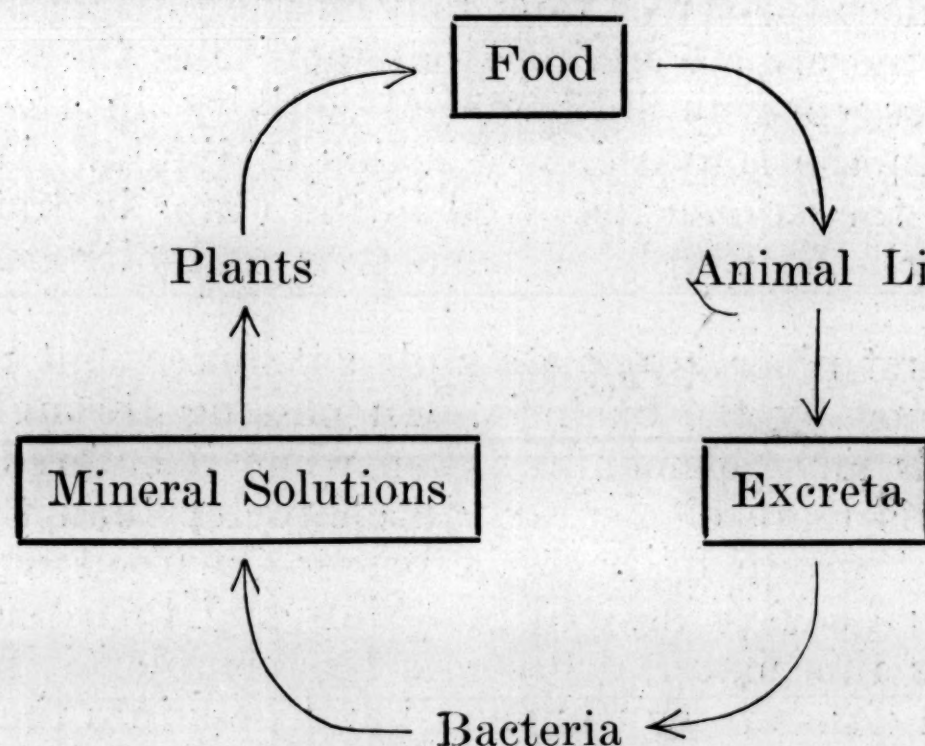 Food
Plants
Animal Li
Mineral Solutions
Excreta
Bacteria